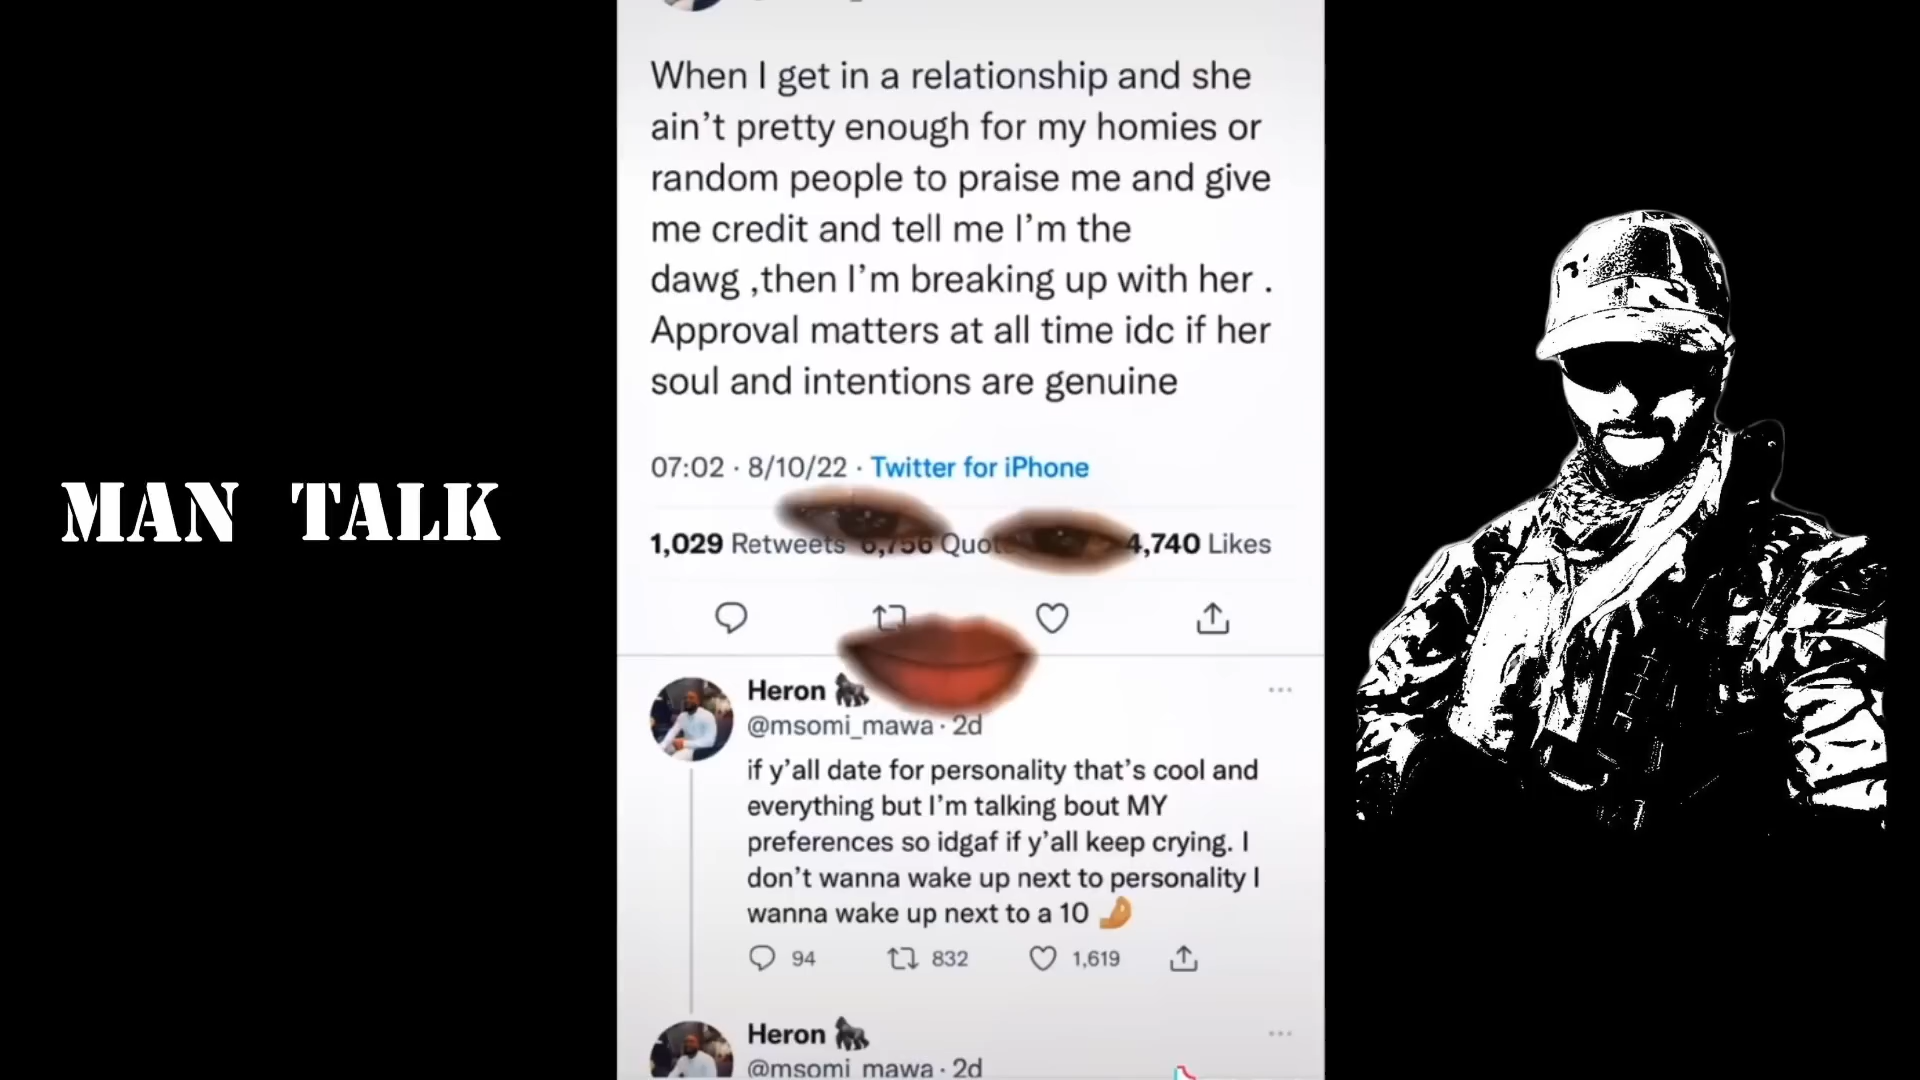 When I get in a relationship and she
ain't pretty enough for my homies or
random people to praise me and give
me credit and tell me I'm the
dawg ,then I'm breaking up with her .
Approval matters at all time idc if her
soul and intentions are genuine
07:02 · 8/10/22 · Twitter for iPhone
MAN TALK
1,029 Retweets 4,740 Likes
Heron 🦍
@msomi_mawa · 2d
if y'all date for personality that's cool and
everything but I'm talking bout MY
preferences so idgaf if y'all keep crying. I
don't wanna wake up next to personality I
wanna wake up next to a 10
94 832 1,619
Heron 🦍
@msomi_mawa · 2d